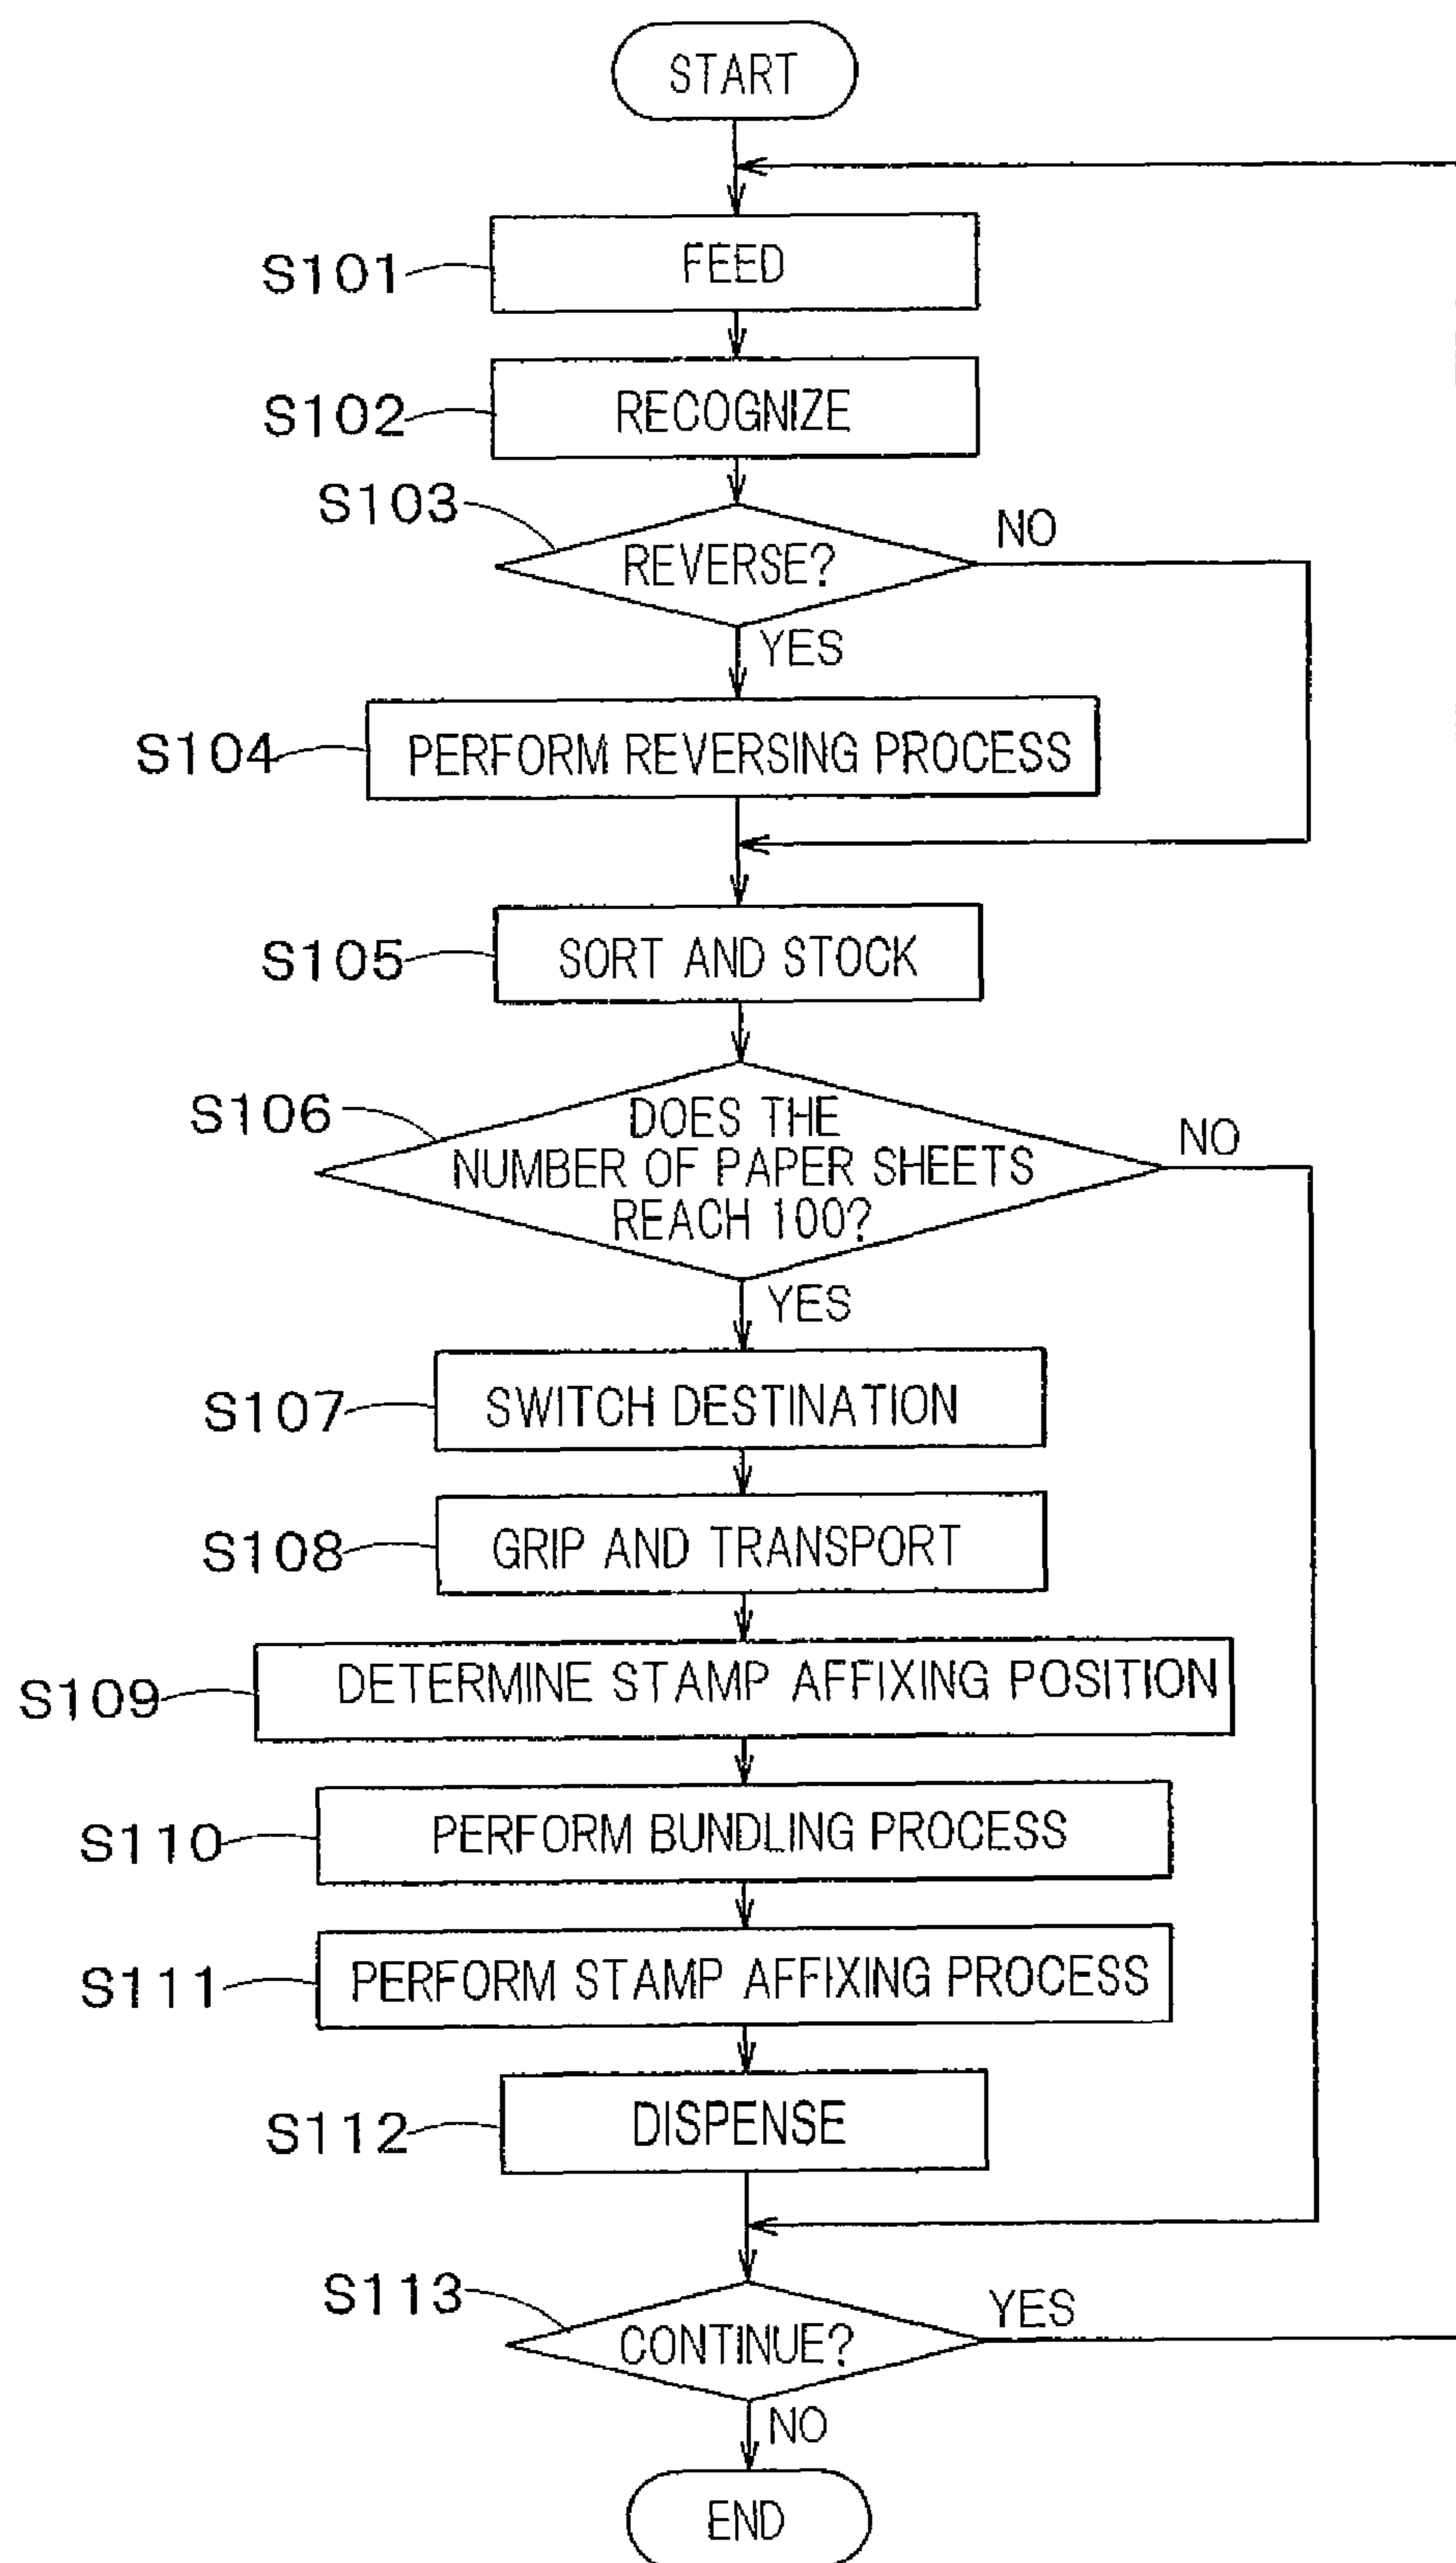 START
S101
FEED
S102
RECOGNIZE
S103
REVERSE?
NO
YES
S104
PERFORM REVERSING PROCESS
S105
SORT AND STOCK
S106
DOES THE
NUMBER OF PAPER SHEETS
REACH 100?
NO
YES
S107
SWITCH DESTINATION
S108
GRIP AND TRANSPORT
S109
DETERMINE STAMP AFFIXING POSITION
S110
PERFORM BUNDLING PROCESS
S111
PERFORM STAMP AFFIXING PROCESS
S112
DISPENSE
S113
CONTINUE?
YES
NO
END